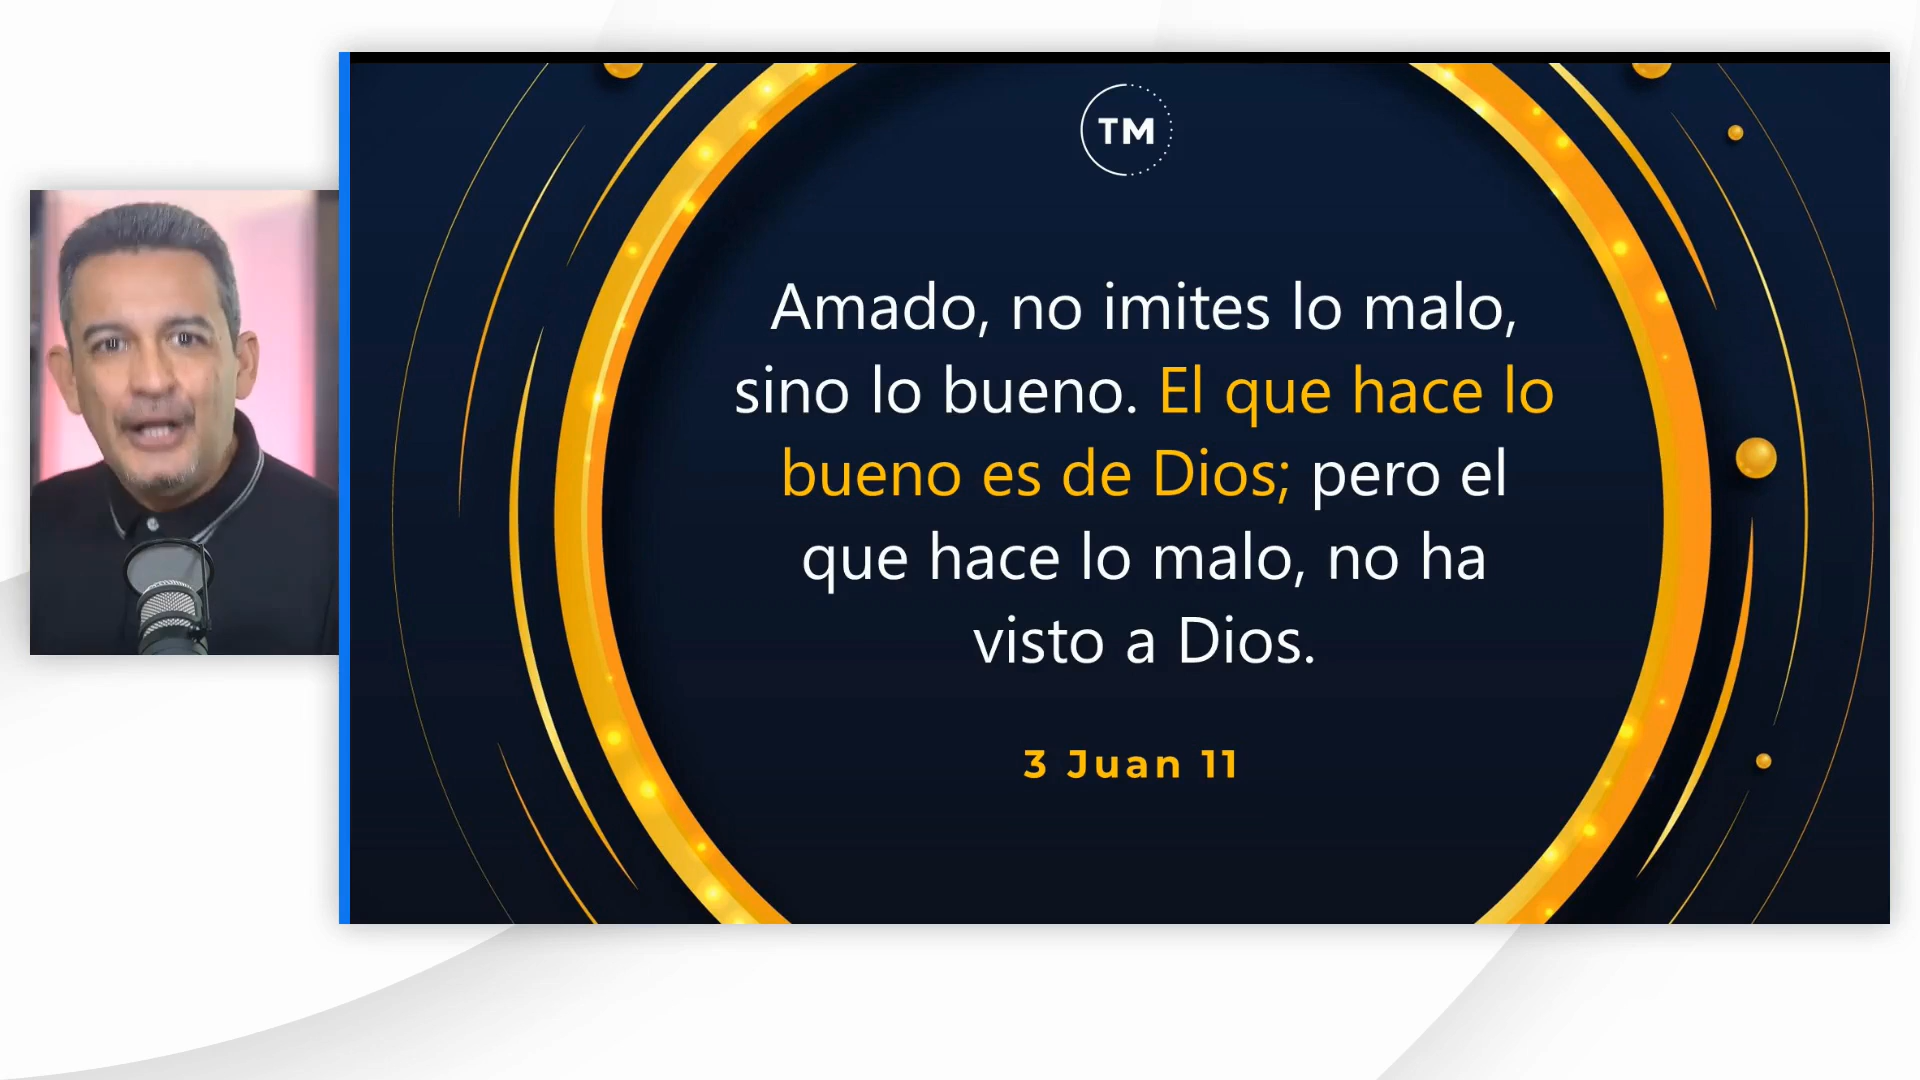 TM
Amado, no imites lo malo,
sino lo bueno. El que hace lo
bueno es de Dios; pero el
que hace lo malo, no ha
visto a Dios.
3 Juan 11